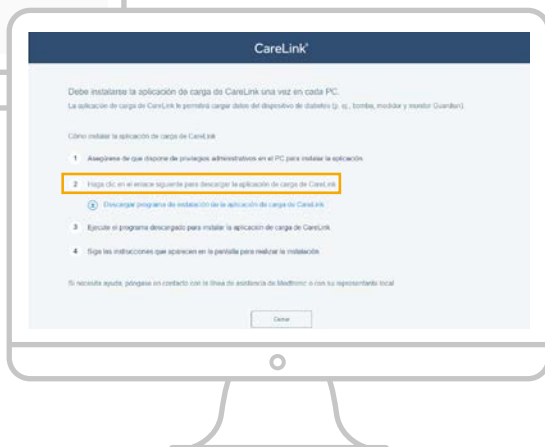 CareLink®
Debe instalarse la aplicación de carga de CareLink una vez en cada PC.
La aplicación de carga de CareLink le permitirá cargar datos del dispositivo de diabetes (p. ej., bomba, medidor y monitor Guardian).
Cómo instalar la aplicación de carga de CareLink
1 Asegúrese de que dispone de privilegios administrativos en el PC para instalar la aplicación.
2 Haga clic en el enlace siguiente para descargar la aplicación de carga de CareLink.
Descargar programa de instalación de la aplicación de carga de CareLink
3 Ejecute el programa descargado para instalar la aplicación de carga de CareLink.
4 Siga las instrucciones que aparecen en la pantalla para realizar la instalación.
Si necesita ayuda, póngase en contacto con la línea de asistencia de Medtronic o con su representante local
Cerrar